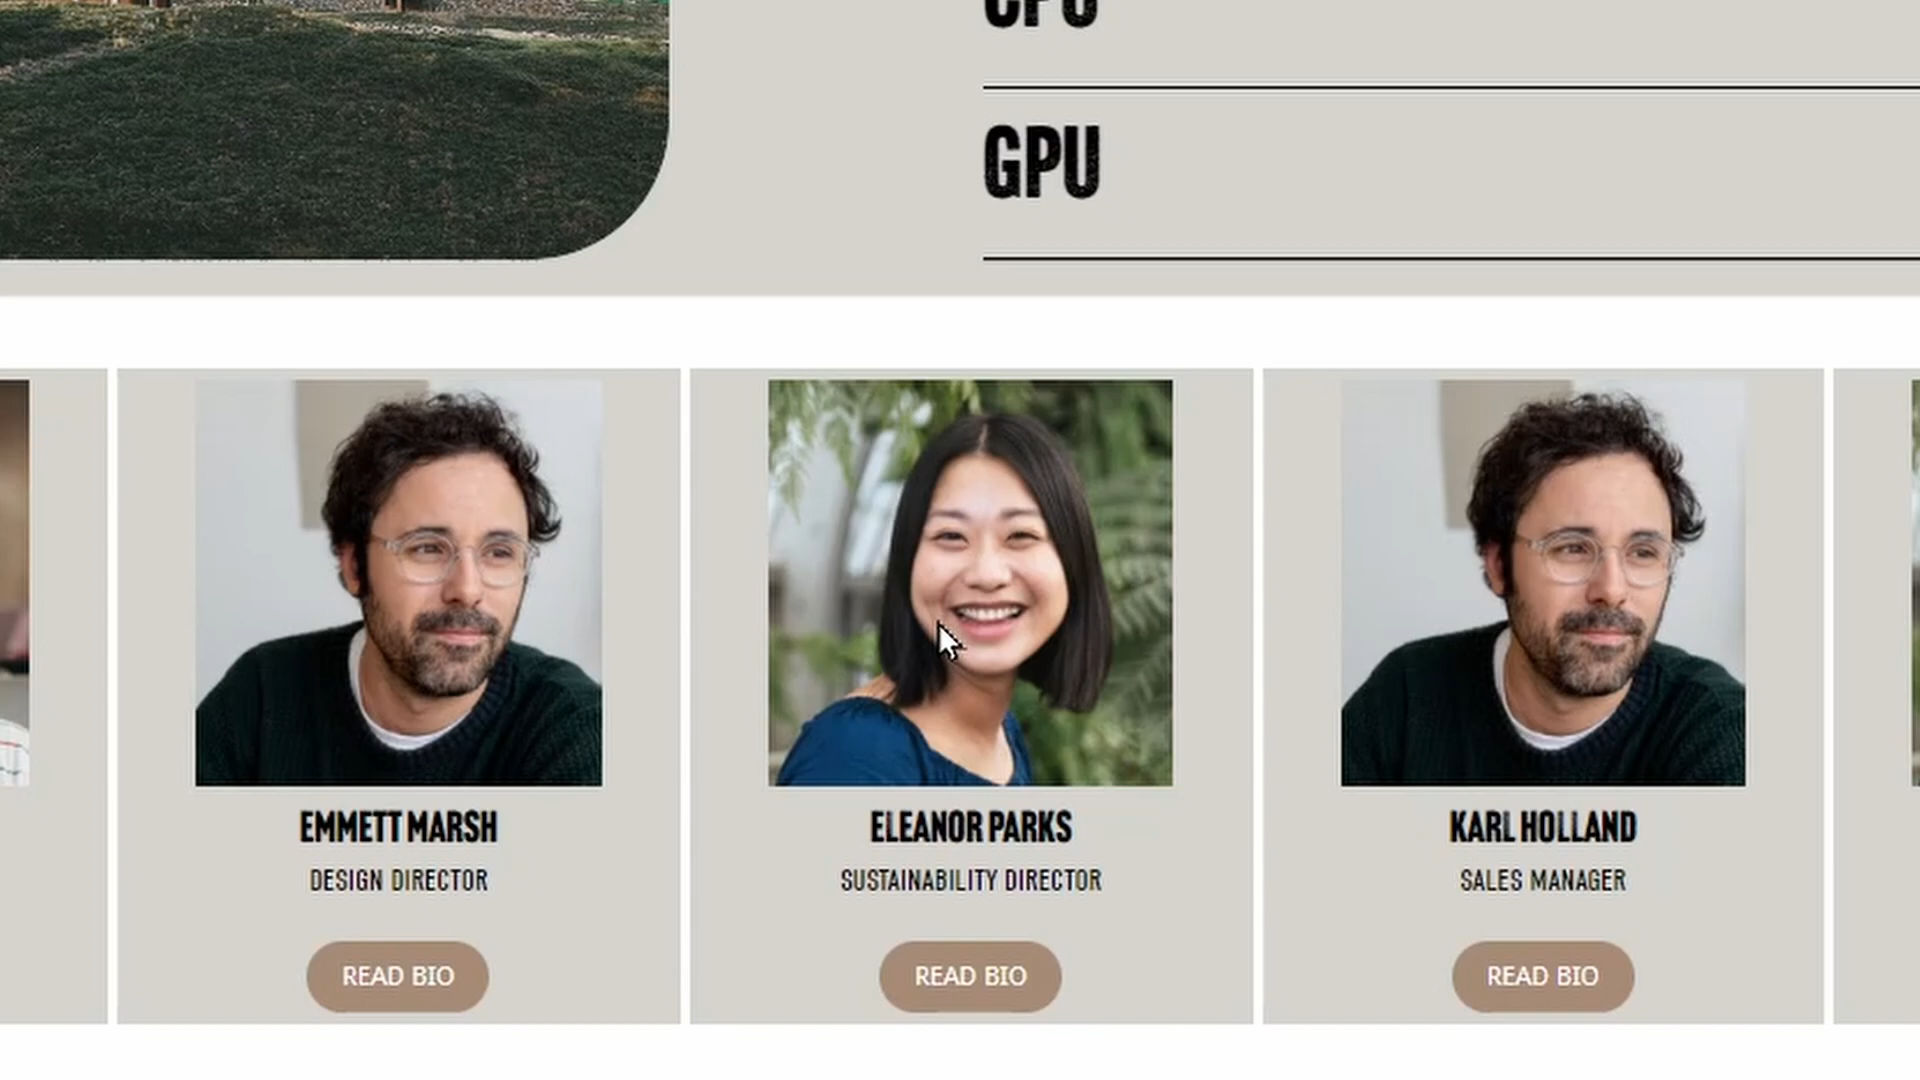 CPU
GPU
EMMETT MARSH
DESIGN DIRECTOR
READ BIO
ELEANOR PARKS
SUSTAINABILITY DIRECTOR
READ BIO
KARL HOLLAND
SALES MANAGER
READ BIO